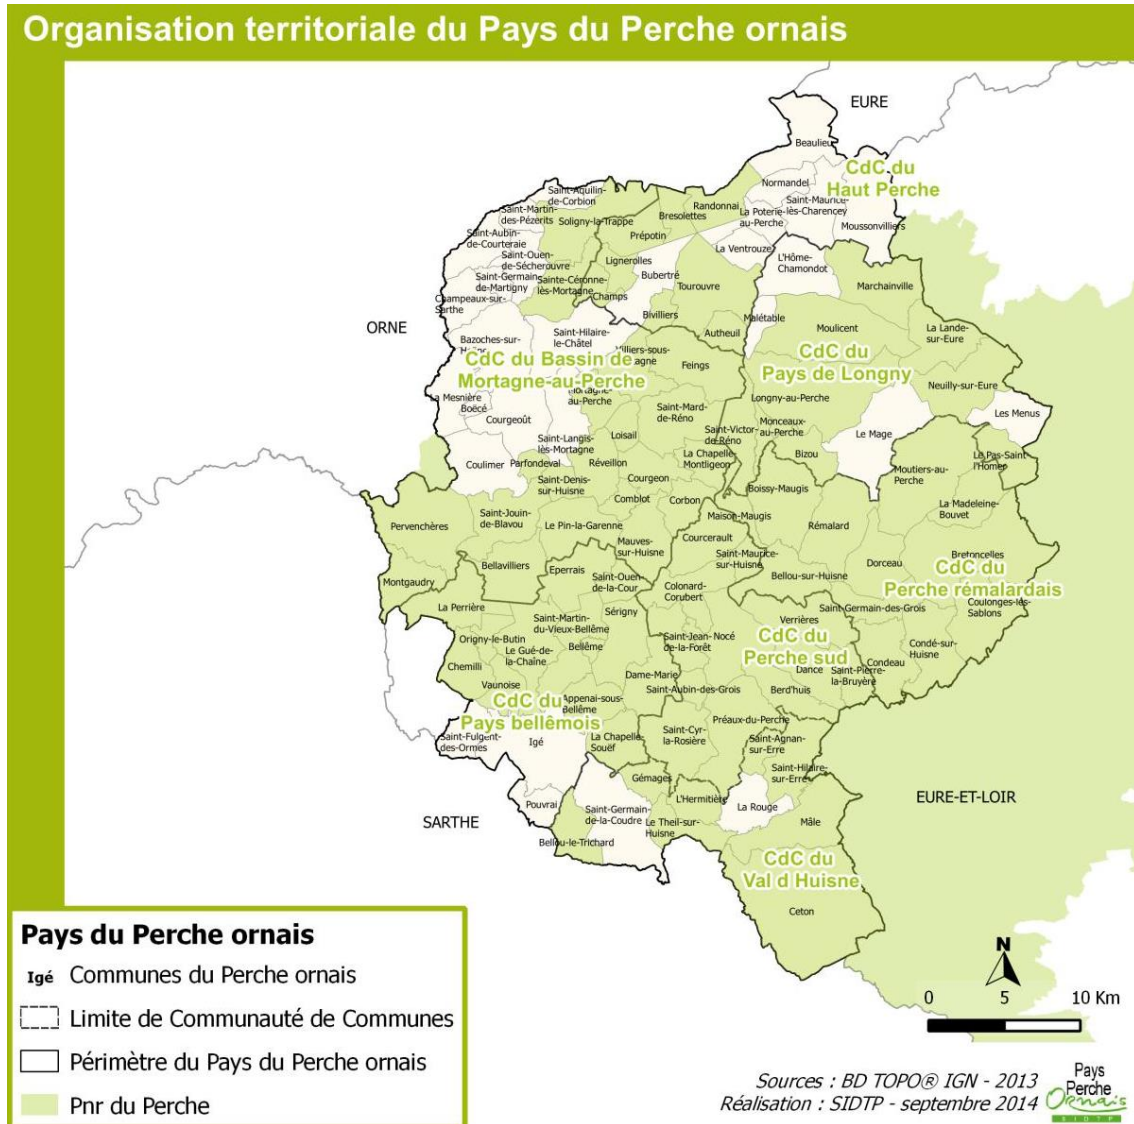 Organisation territoriale du Pays du Perche ornais
EURE
Beaulieu
CdC du
Haut Perche
Normandel
Saint-Aquilin-
de-Corbion
Saint-Maurice-
lès-Charencey
Randonnai
La Poterie-
au-Perche
Bresolettes
Saint-Martin-
des-Pézerits
Soligny-la-Trappe
Moussonvilliers
Prépotin
Saint-Aubin-
de-Courteraie
La Ventrouze
L'Hôme-
Chamondot
Saint-Ouen-
de-Sécherouvre
Lignerolles
Bubertré
Saint-Germain-
de-Martigny
Sainte-Céronne-
lès-Mortagne
Tourouvre
Marchainville
Champs
Champeaux-sur-
Sarthe
Bivilliers
Malétable
ORNE
Moulicent
La Lande-
sur-Eure
Saint-Hilaire-
le-Châtel
Autheuil
Bazoches-sur-
CdC du Bassin de
Mortagne-au-Perche
Feings
CdC du
Pays de Longny
Neuilly-sur-Eure
au-Perche
La Mesnière
Boëcé
Longny-au-Perche
Les Menus
Courgeoût
Saint-Mard-
de-Réno
Monceaux-
au-Perche
Le Mage
Saint-Victor-
de-Réno
Loisail
Saint-Langis-
lès-Mortagne
Bizou
La Chapelle-
Montligeon
Le Pas-Saint-
l'Homer
Coulimer
Parfondeval
Réveillon
Moutiers-au-
Perche
Saint-Denis-
sur-Huisne
Courgeon
Boissy-Maugis
Comblot
Corbon
La Madeleine-
Bouvet
Saint-Jouin-
de-Blavou
Maison-Maugis
Pervenchères
Le Pin-la-Garenne
Rémalard
Courcerault
Mauves-
sur-Huisne
Saint-Maurice-
sur-Huisne
Bretoncelles
Bellavilliers
Eperrais
Dorceau
CdC du
Perche rémalardais
Montgaudry
Saint-Ouen-
de-la-Cour
Bellou-sur-Huisne
Colonard-
Corubert
La Perrière
Sérigny
Saint-Germain-des-Grois
Coulonges-les-
Sablons
Saint-Martin-
du-Vieux-Bellême
Verrières
Origny-le-Butin
Saint-Jean-
de-la-Forêt
Nocé
CdC du
Perche sud
Le Gué-de-
la-Chaîne
Bellême
Condé-sur-
Huisne
Chemilli
Condeau
Dame-Marie
Dance
Saint-Pierre-
la-Bruyère
Vaunoise
Saint-Aubin-des-Grois
Berd'huis
CdC du
Pays bellêmois
Appenai-sous-
Bellême
Préaux-du-Perche
Saint-Fulgent-
des-Ormes
Igé
La Chapelle-
Souëf
Saint-Cyr-
la-Rosière
Saint-Agnan-
sur-Erre
Saint-Hilaire-
sur-Erre
Gémages
L'Hermitière
EURE-ET-LOIR
Pouvrai
La Rouge
SARTHE
Saint-Germain-
de-la-Coudre
Le Theil-sur-
Huisne
Mâle
Bellou-le-Trichard
CdC du
Val d Huisne
Ceton
Pays du Perche ornais
Igé Communes du Perche ornais
Limite de Communauté de Communes
Périmètre du Pays du Perche ornais
Pnr du Perche
N
0 5 10 Km
Sources : BD TOPO® IGN - 2013
Réalisation : SIDTP - septembre 2014
Pays
Perche
Ornais
SIDTP